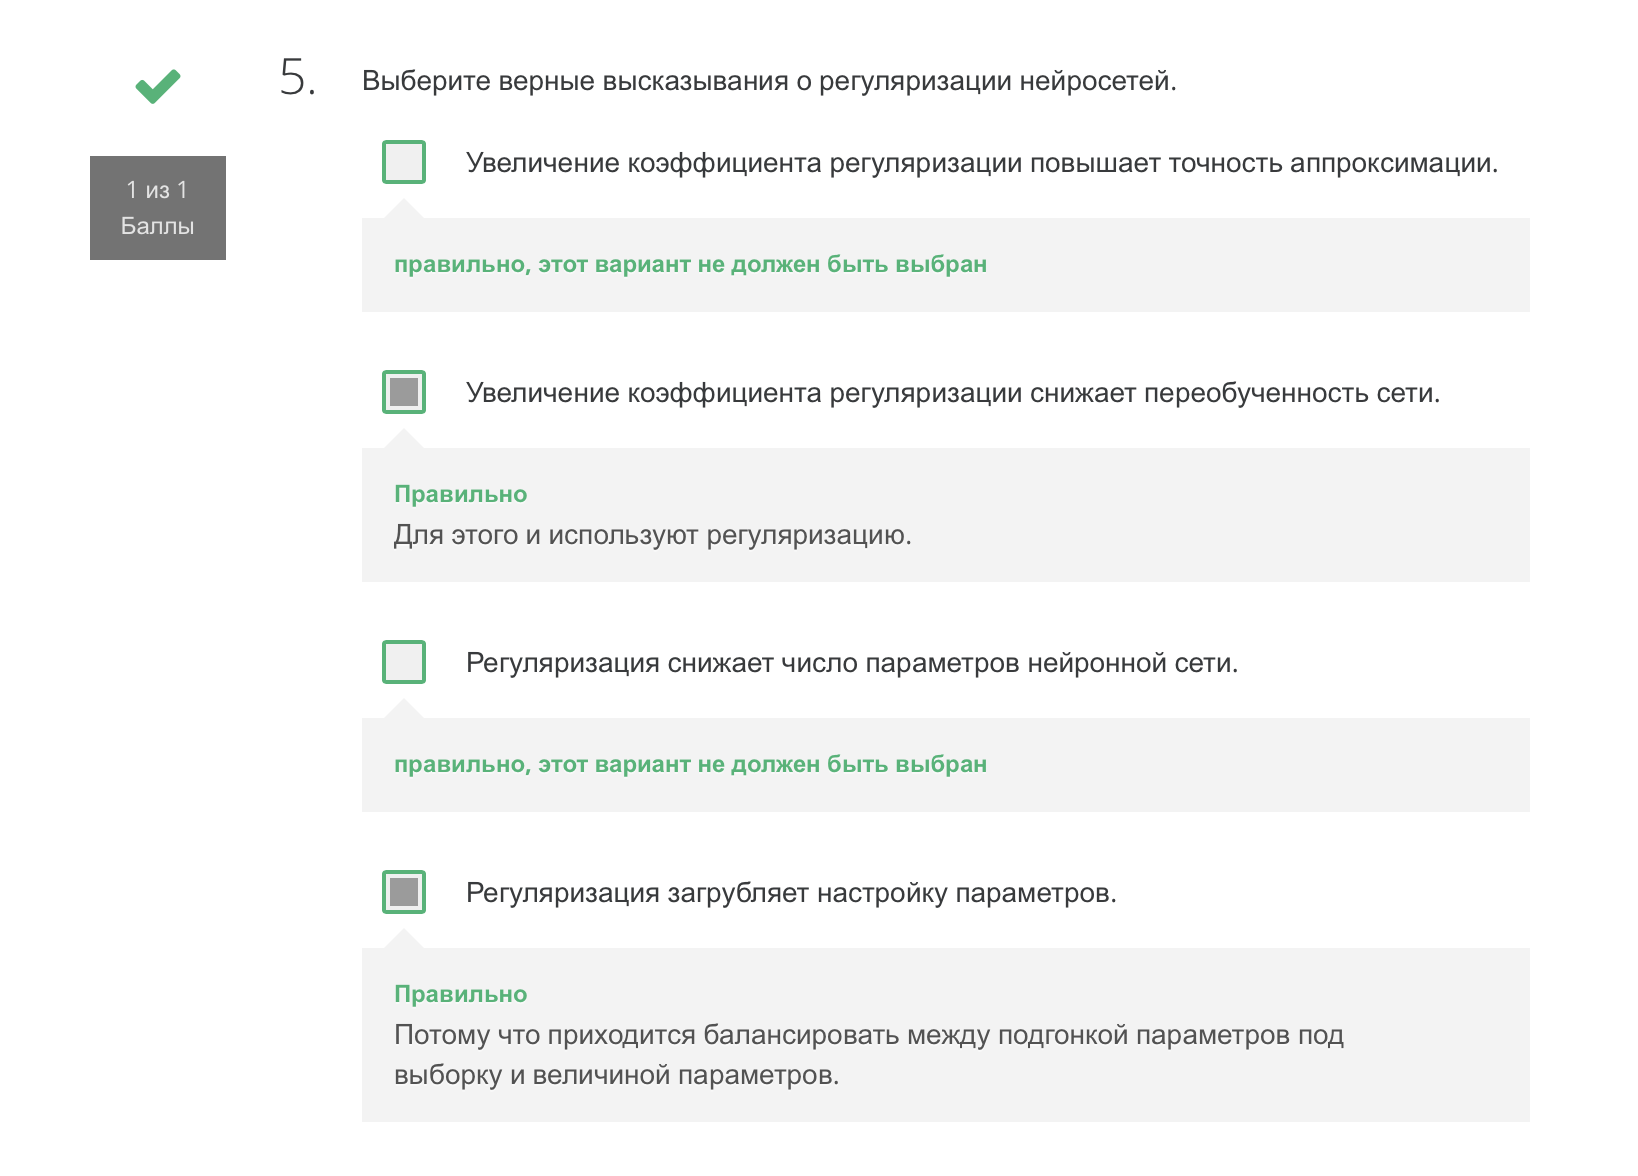 5. Выберите верные высказывания о регуляризации нейросетей.
1 из 1
Баллы
Увеличение коэффициента регуляризации повышает точность аппроксимации.
правильно, этот вариант не должен быть выбран
Увеличение коэффициента регуляризации снижает переобученность сети.
Правильно
Для этого и используют регуляризацию.
Регуляризация снижает число параметров нейронной сети.
правильно, этот вариант не должен быть выбран
Регуляризация загрубляет настройку параметров.
Правильно
Потому что приходится балансировать между подгонкой параметров под
выборку и величиной параметров.